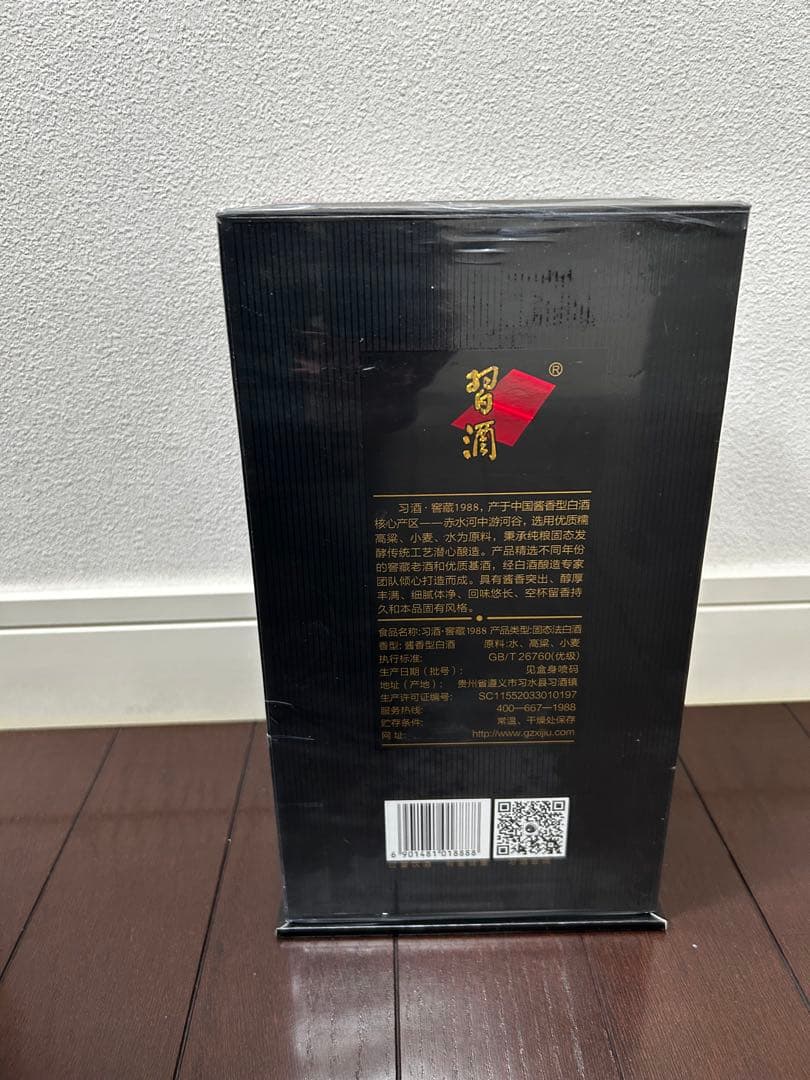 習酒
®
习酒·窖藏1988,产于中国酱香型白酒
核心产区——赤水河中游河谷,选用优质糯
高粱、小麦、水为原料,秉承纯粮固态发
酵传统工艺潜心酿造。产品精选不同年份
的窖藏老酒和优质基酒,经白酒酿造专家
团队倾心打造而成。具有酱香突出、醇厚
丰满、细腻体净、回味悠长、空杯留香持
久和本品固有风格。
食品名称:习酒·窖藏1988 产品类型:固态法白酒
香型: 酱香型白酒 原料:水、高粱、小麦
执行标准: GB/T 26760(优级)
生产日期(批号): 见盒身喷码
地址(产地): 贵州省遵义市习水县习酒镇
生产许可证编号: SC11552033010197
服务热线: 400—667—1988
贮存条件: 常温、干燥处保存
网 址: http://www.gzxijiu.com
6 901481 018888